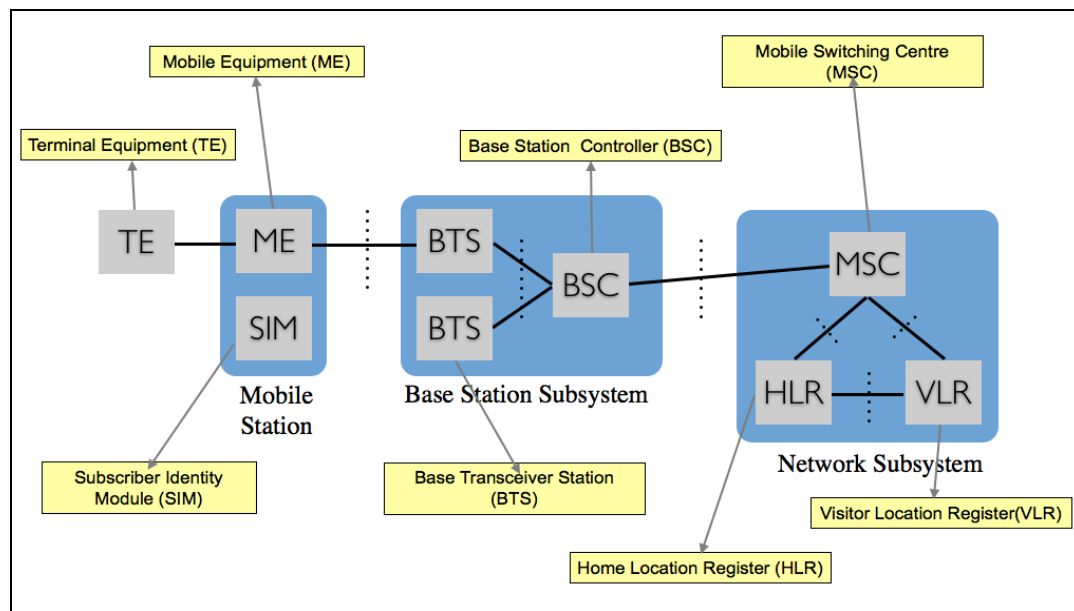 Mobile Equipment (ME)
Mobile Switching Centre
(MSC)
Terminal Equipment (TE)
Base Station  Controller (BSC)
TE
ME
SIM
Mobile
Station
BTS
BTS
BSC
Base Station Subsystem
MSC
HLR
VLR
Network Subsystem
Subscriber Identity
Module (SIM)
Base Transceiver Station
(BTS)
Visitor Location Register(VLR)
Home Location Register (HLR)